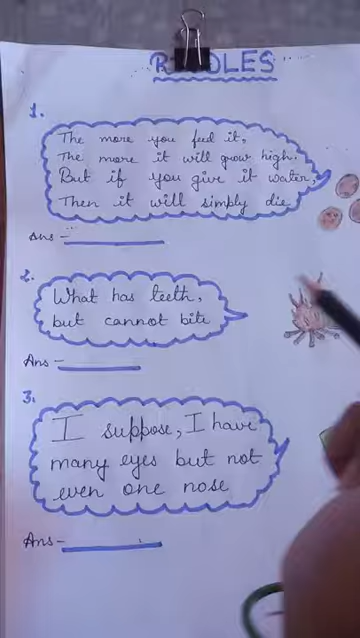 RIDDLES
1.
The more you feed it,
The more it will grow high.
But if you give it water,
Then it will simply die
Ans -
2.
What has teeth,
but cannot bite
Ans -
3.
I suppose, I have
many eyes but not
even one nose
Ans -